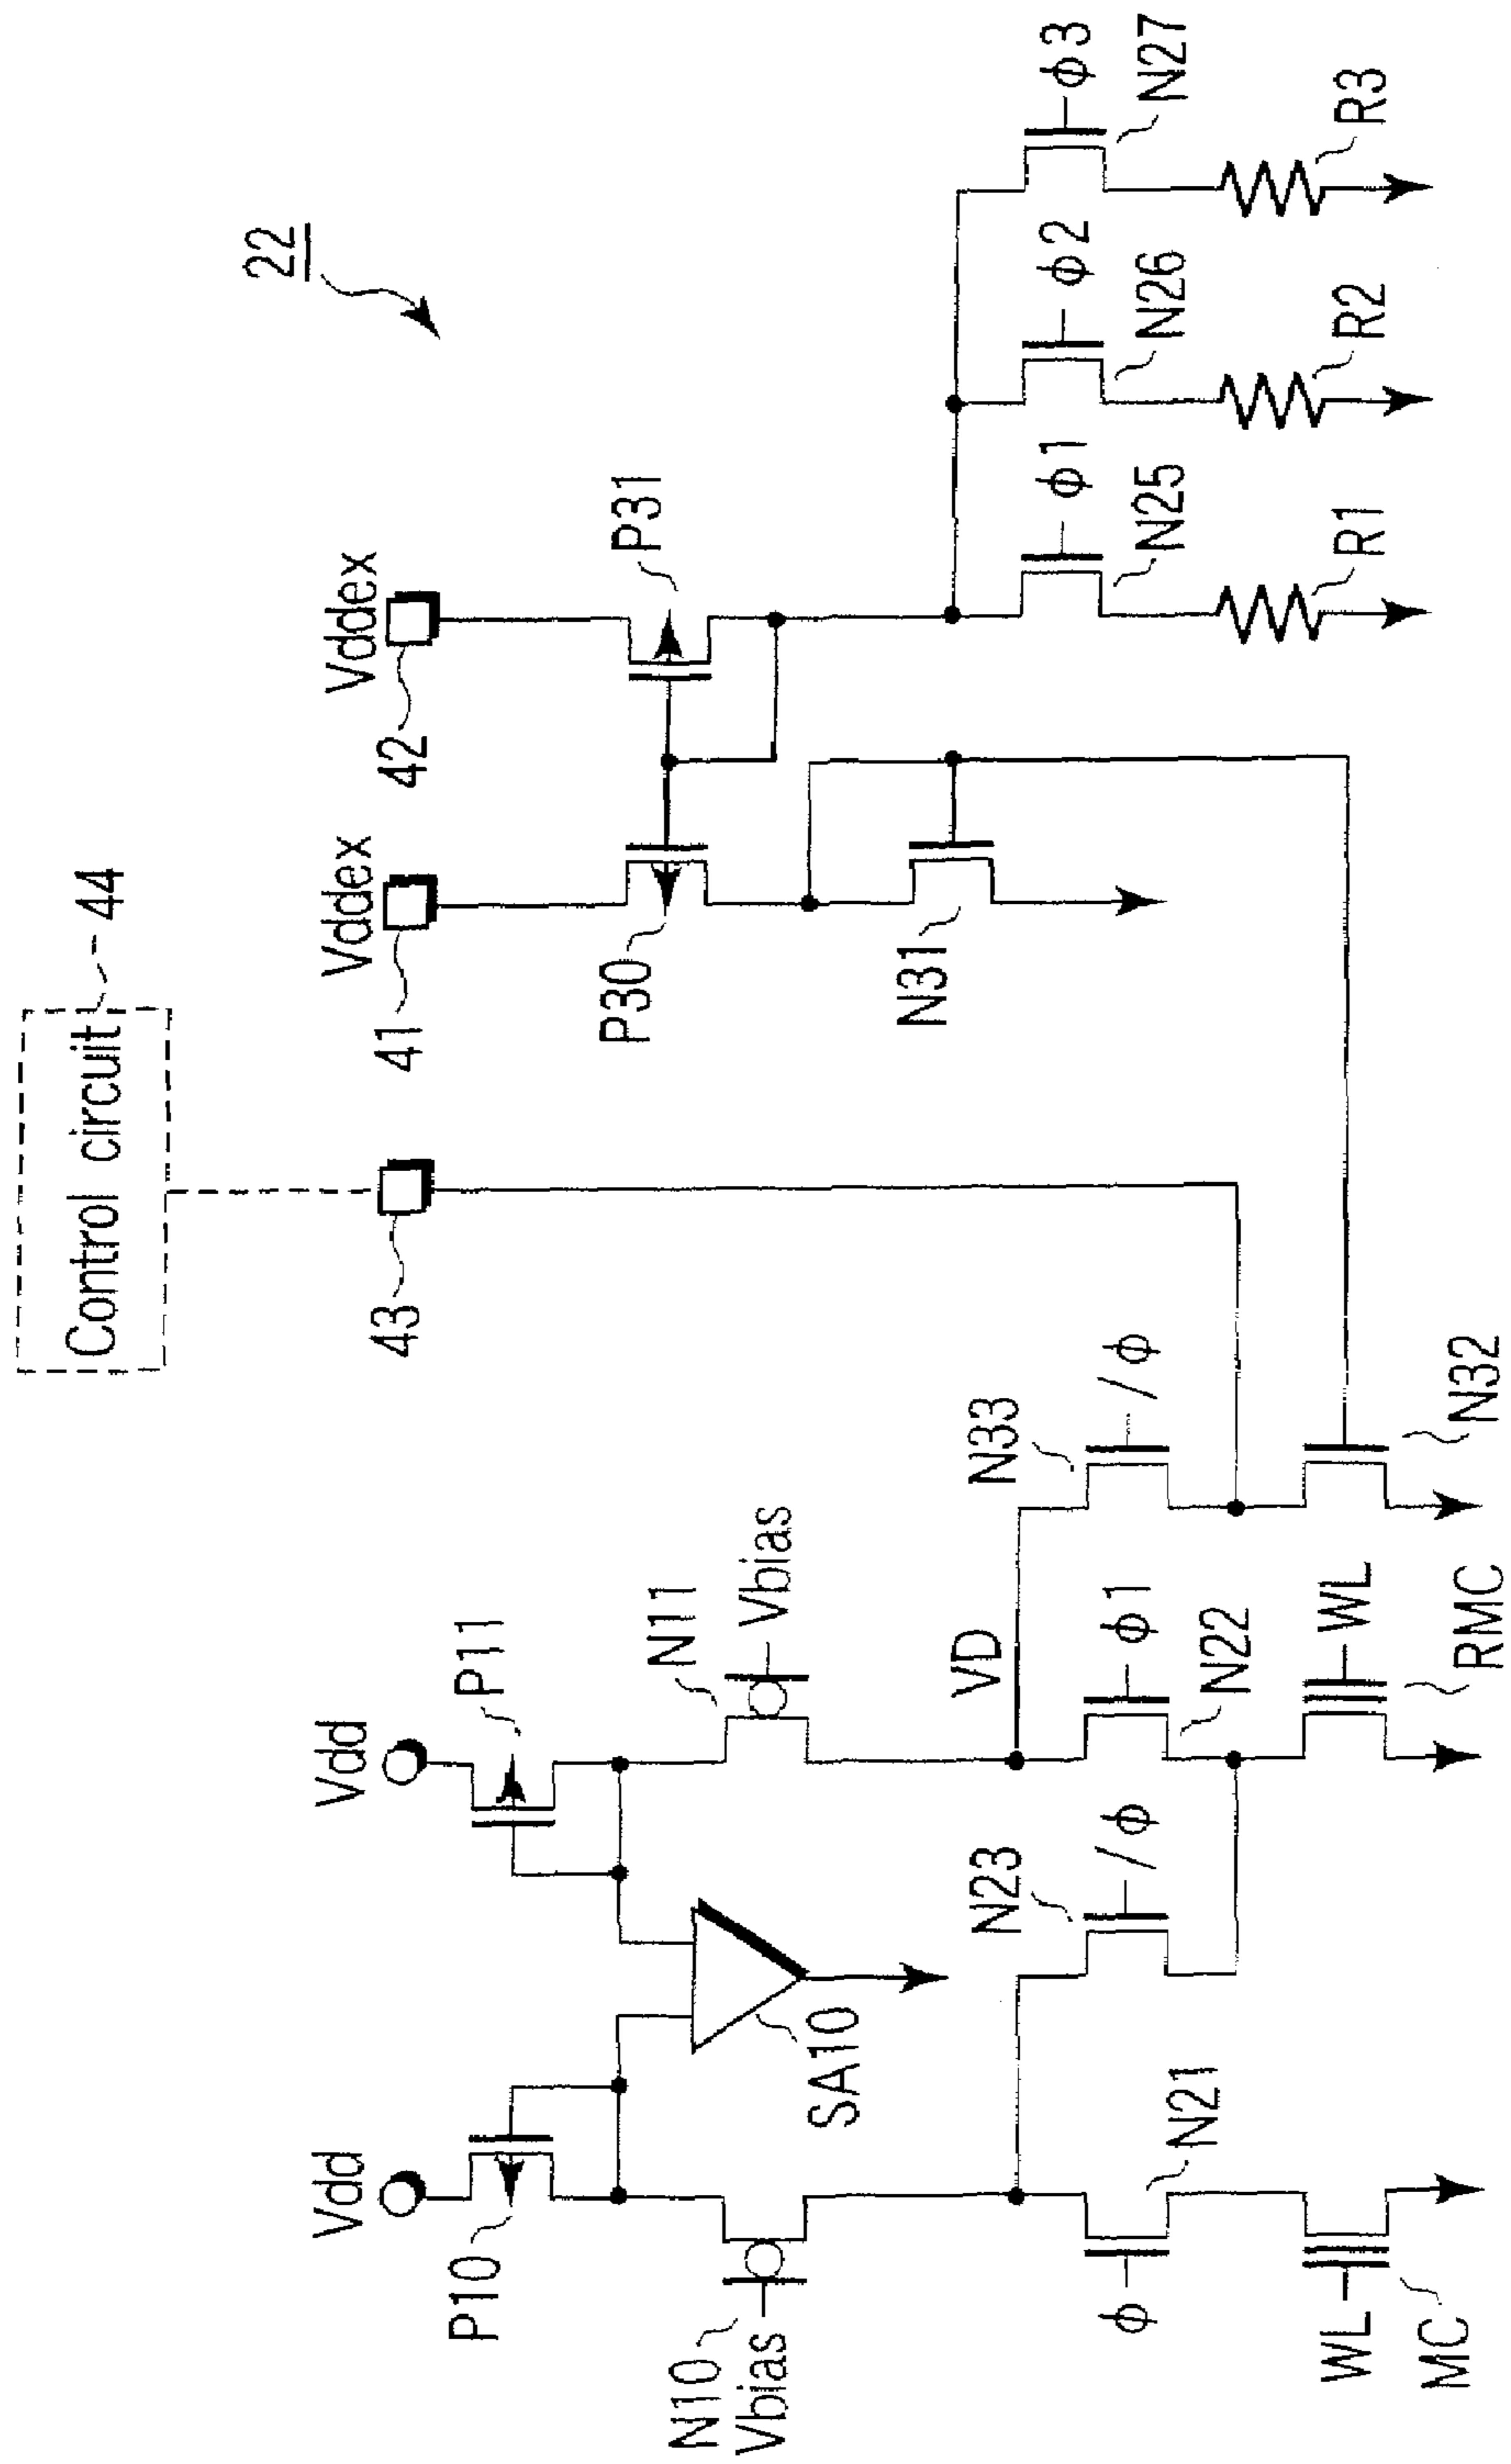 Control circuit
44
22
Vddex
Vddex
41
42
43
P30
P31
N31
φ1
φ2
φ3
N25
N26
N27
R1
R2
R3
Vdd
Vdd
P10
P11
SA10
N10
Vbias
N11
Vbias
VD
N23
/φ
N33
/φ
φ
N21
φ1
N22
WL
MC
WL
RMC
N32